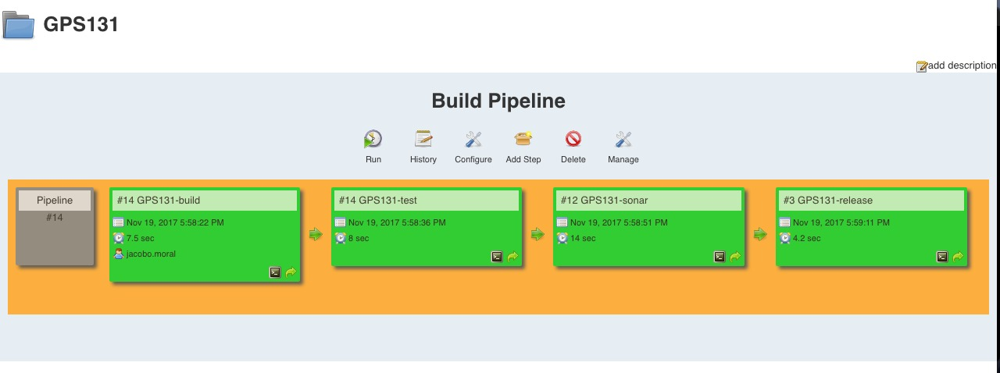 GPS131
add description
Build Pipeline
Run History Configure Add Step Delete Manage
Pipeline
#14
#14 GPS131-build
Nov 19, 2017 5:58:22 PM
7.5 sec
jacobo.moral
#14 GPS131-test
Nov 19, 2017 5:58:36 PM
8 sec
#12 GPS131-sonar
Nov 19, 2017 5:58:51 PM
14 sec
#3 GPS131-release
Nov 19, 2017 5:59:11 PM
4.2 sec